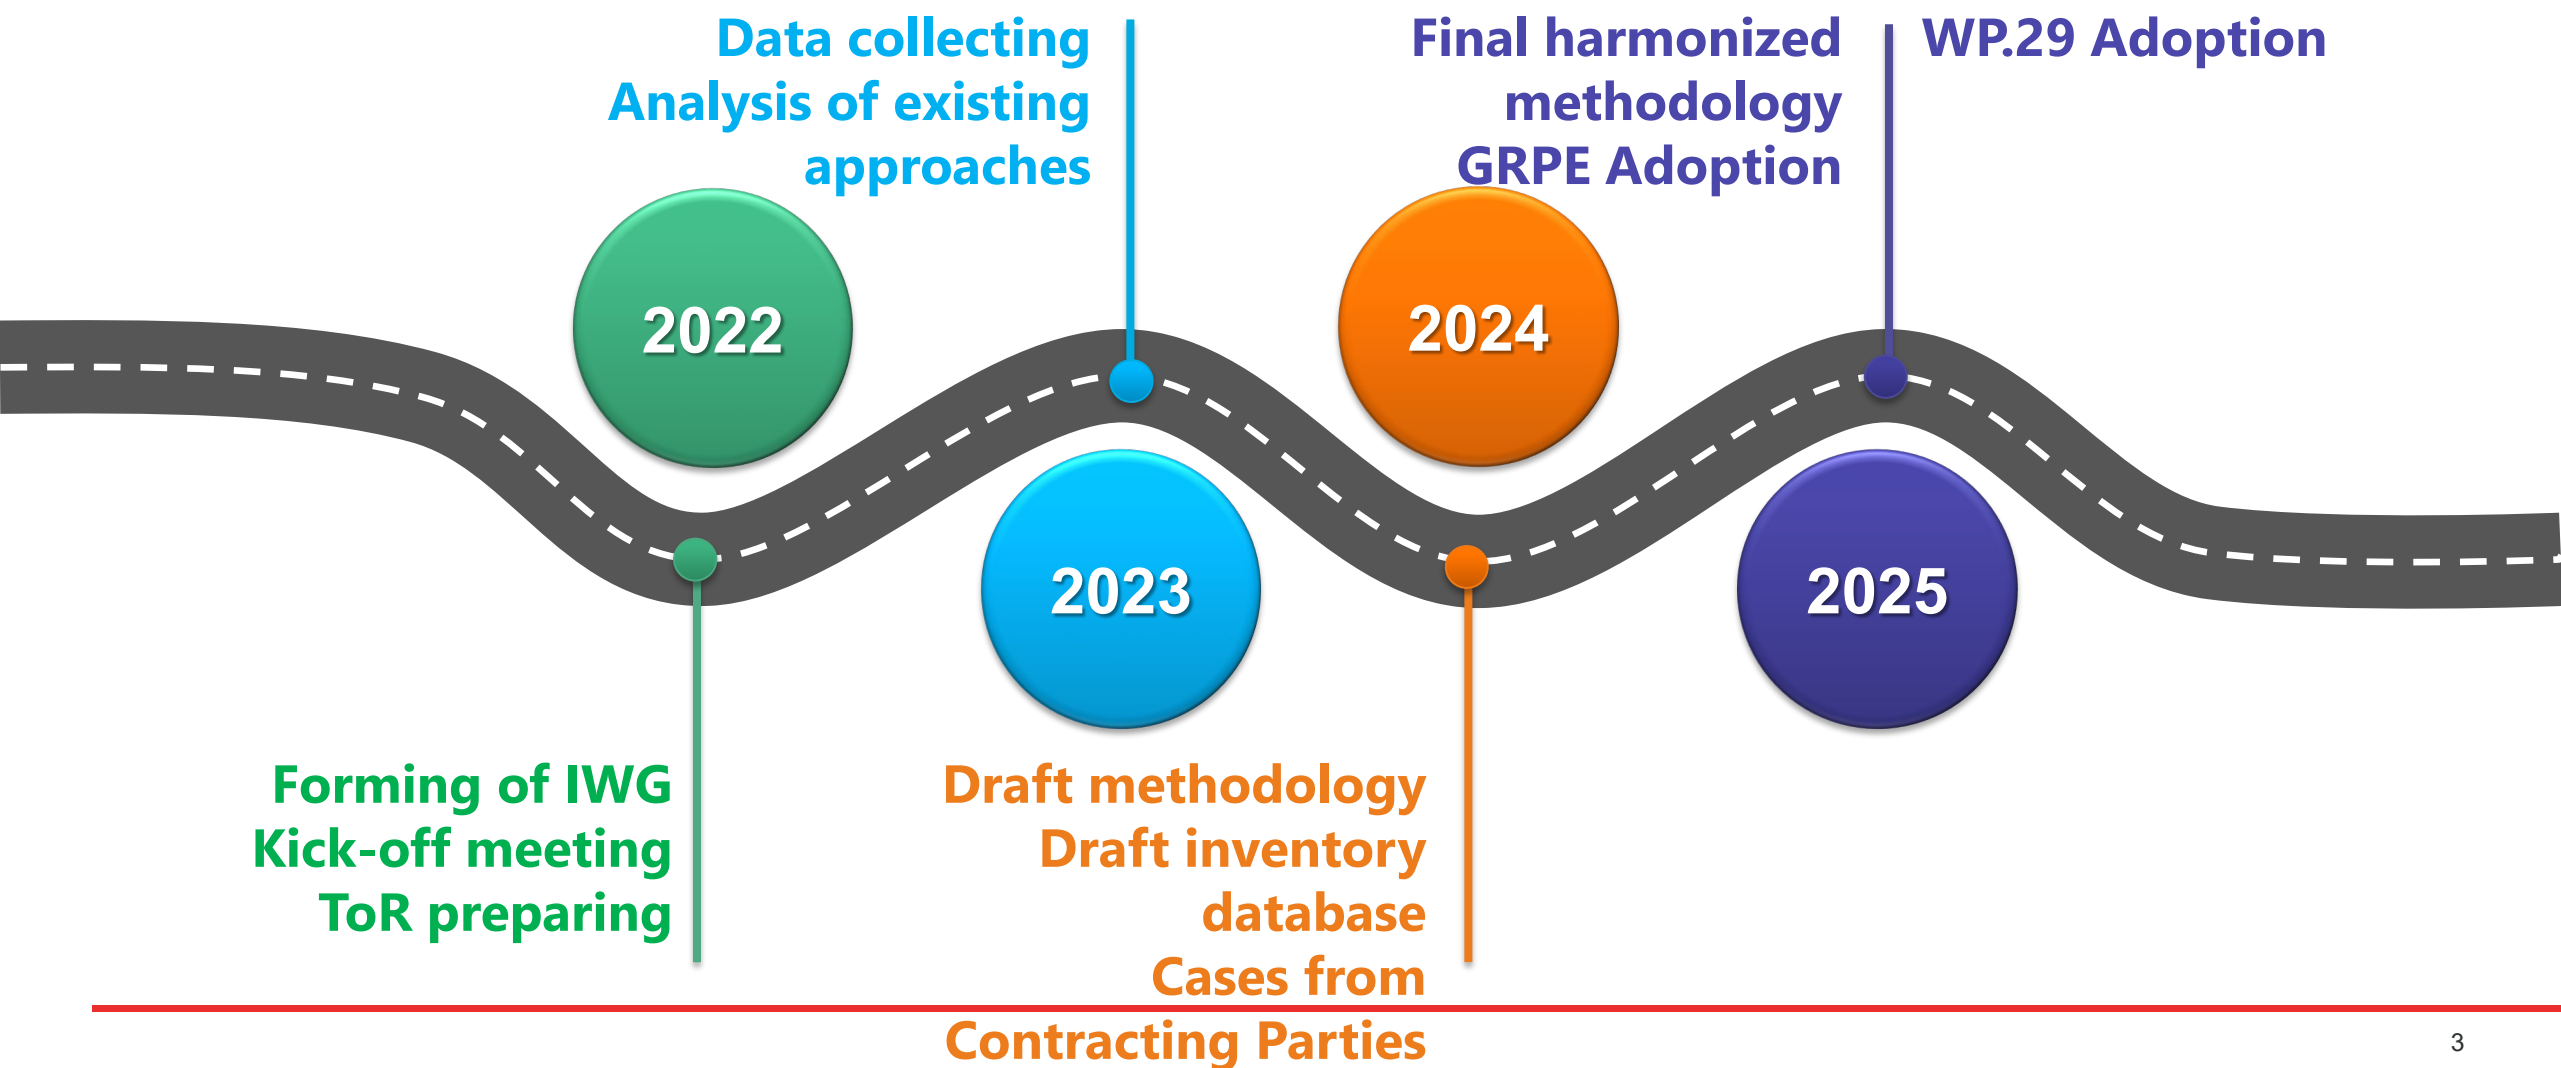 Data collecting
Analysis of existing
approaches
Final harmonized
methodology
GRPE Adoption
WP.29 Adoption
2022
2024
2023
2025
Forming of IWG
Kick-off meeting
ToR preparing
Draft methodology
Draft inventory
database
Cases from
Contracting Parties
3